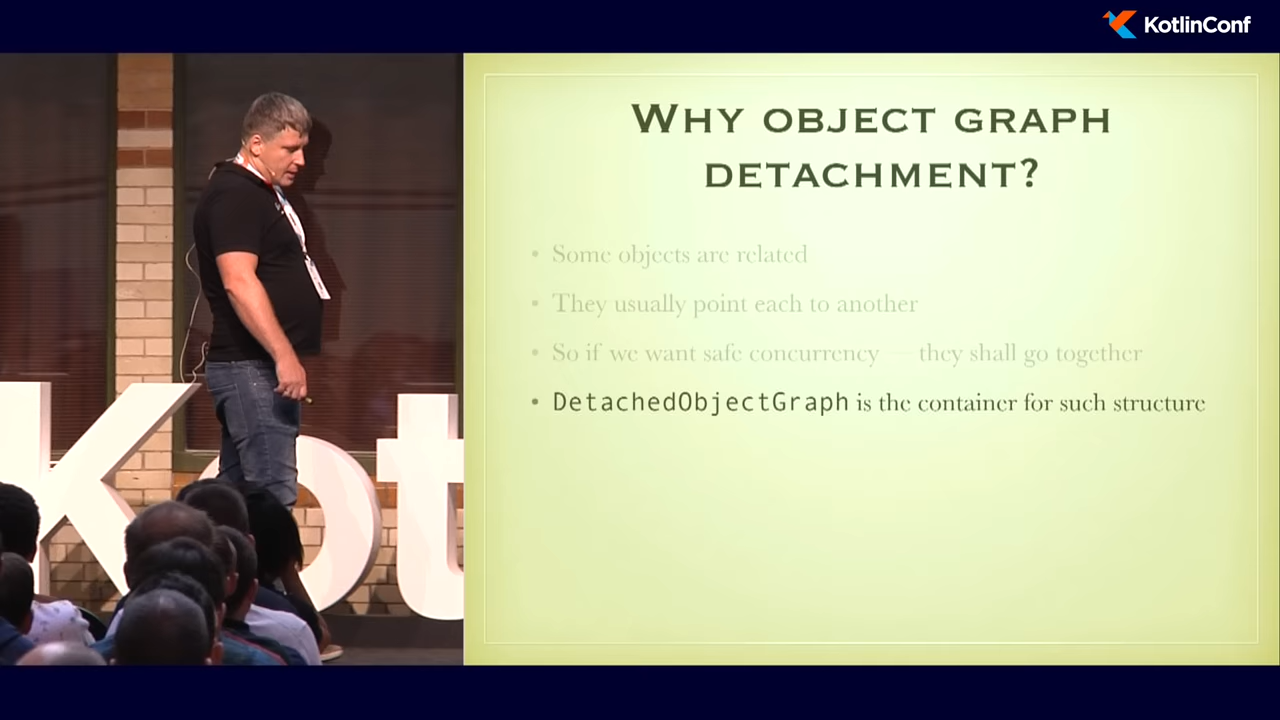 KotlinConf
WHY OBJECT GRAPH
DETACHMENT?
• Some objects are related
• They usually point each to another
• So if we want safe concurrency they shall go together
• DetachedObjectGraph is the container for such structure
Kot